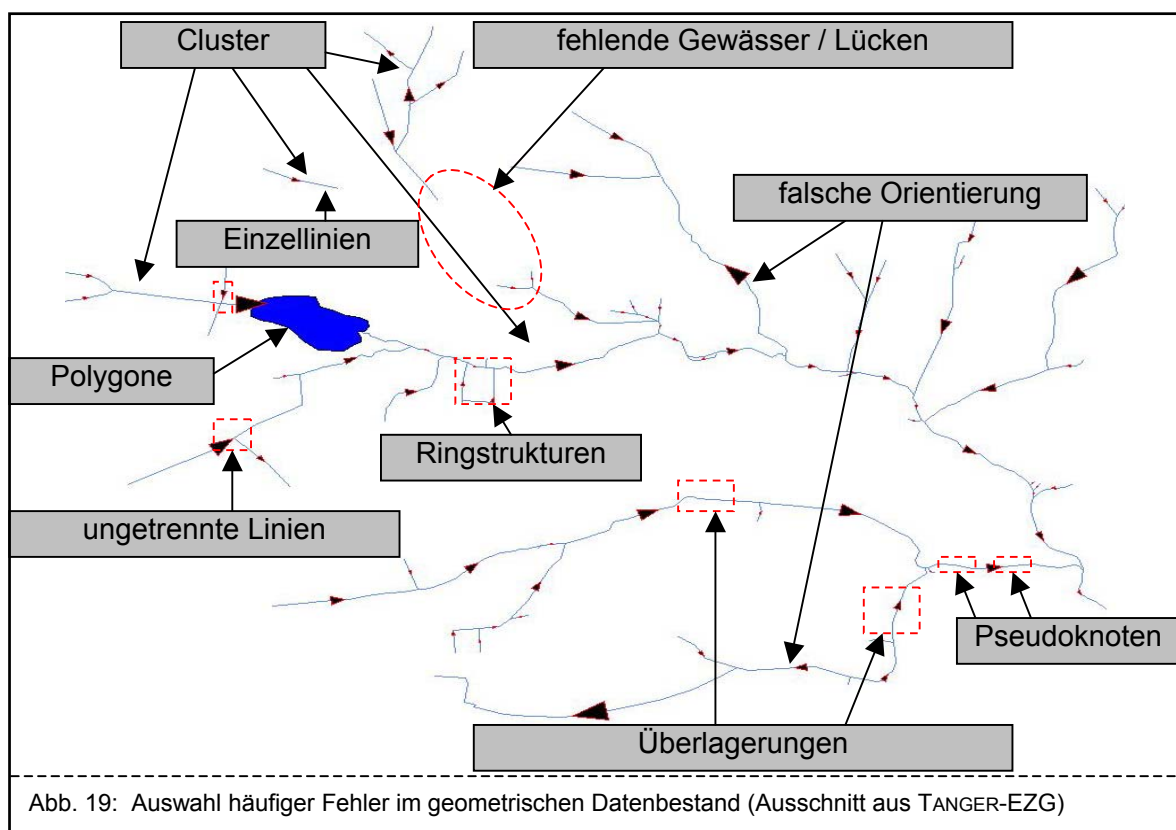 Cluster
fehlende Gewässer / Lücken
falsche Orientierung
Einzellinien
Polygone
Ringstrukturen
ungetrennte Linien
Pseudoknoten
Überlagerungen
Abb. 19: Auswahl häufiger Fehler im geometrischen Datenbestand (Ausschnitt aus TANGER-EZG)